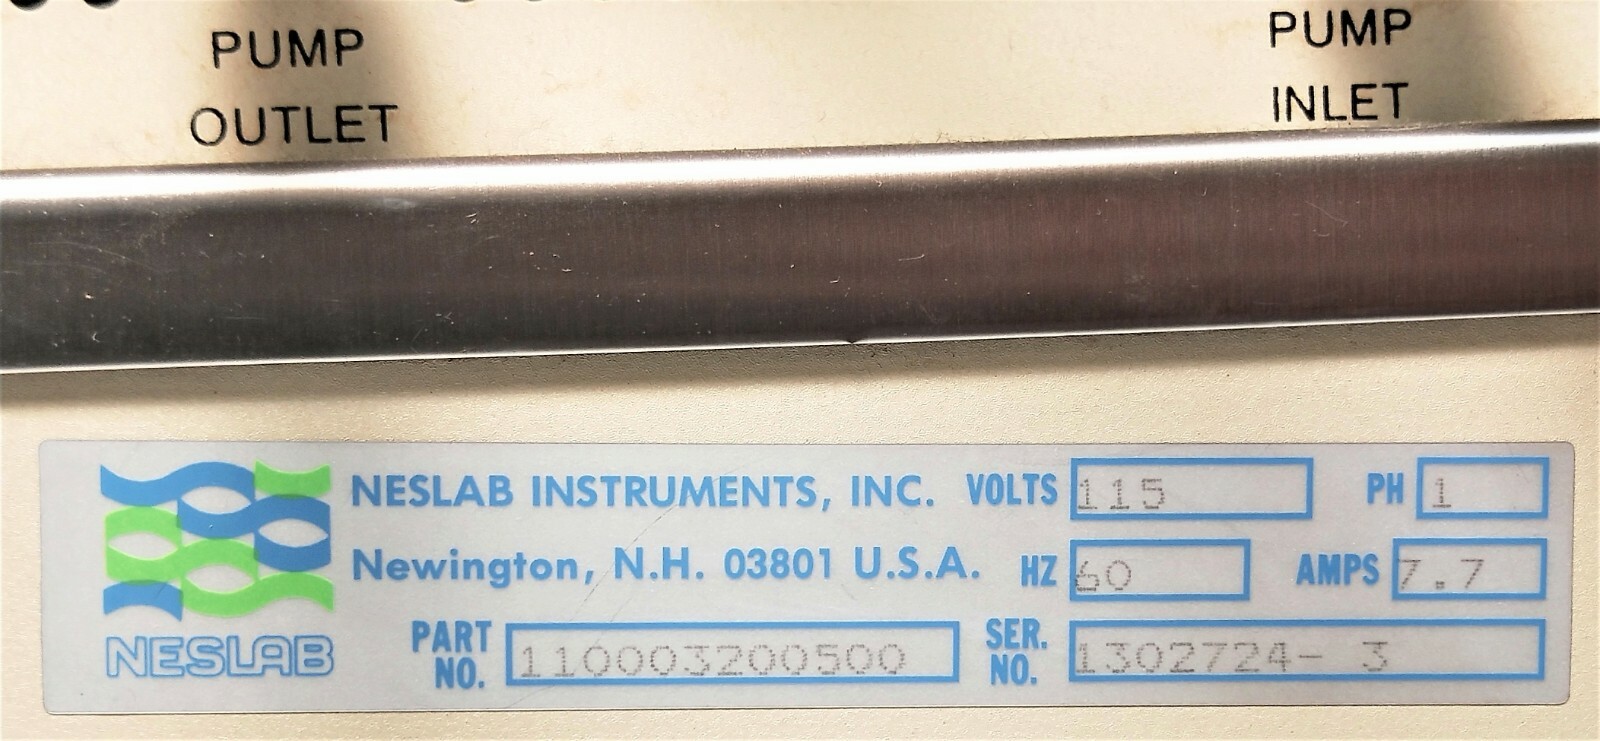 PUMP
OUTLET
PUMP
INLET
NESLAB INSTRUMENTS, INC. VOLTS 115 PH 1
Newington, N.H. 03801 U.S.A. HZ 60 AMPS 7.7
PART NO. 110003200500 SER. NO. 1302724- 3
NESLAB